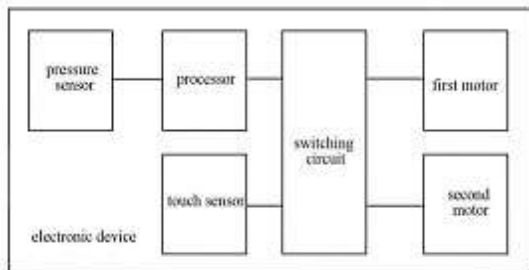 pressure
sensor
processor
switching
circuit
first motor
touch sensor
second
motor
electronic device